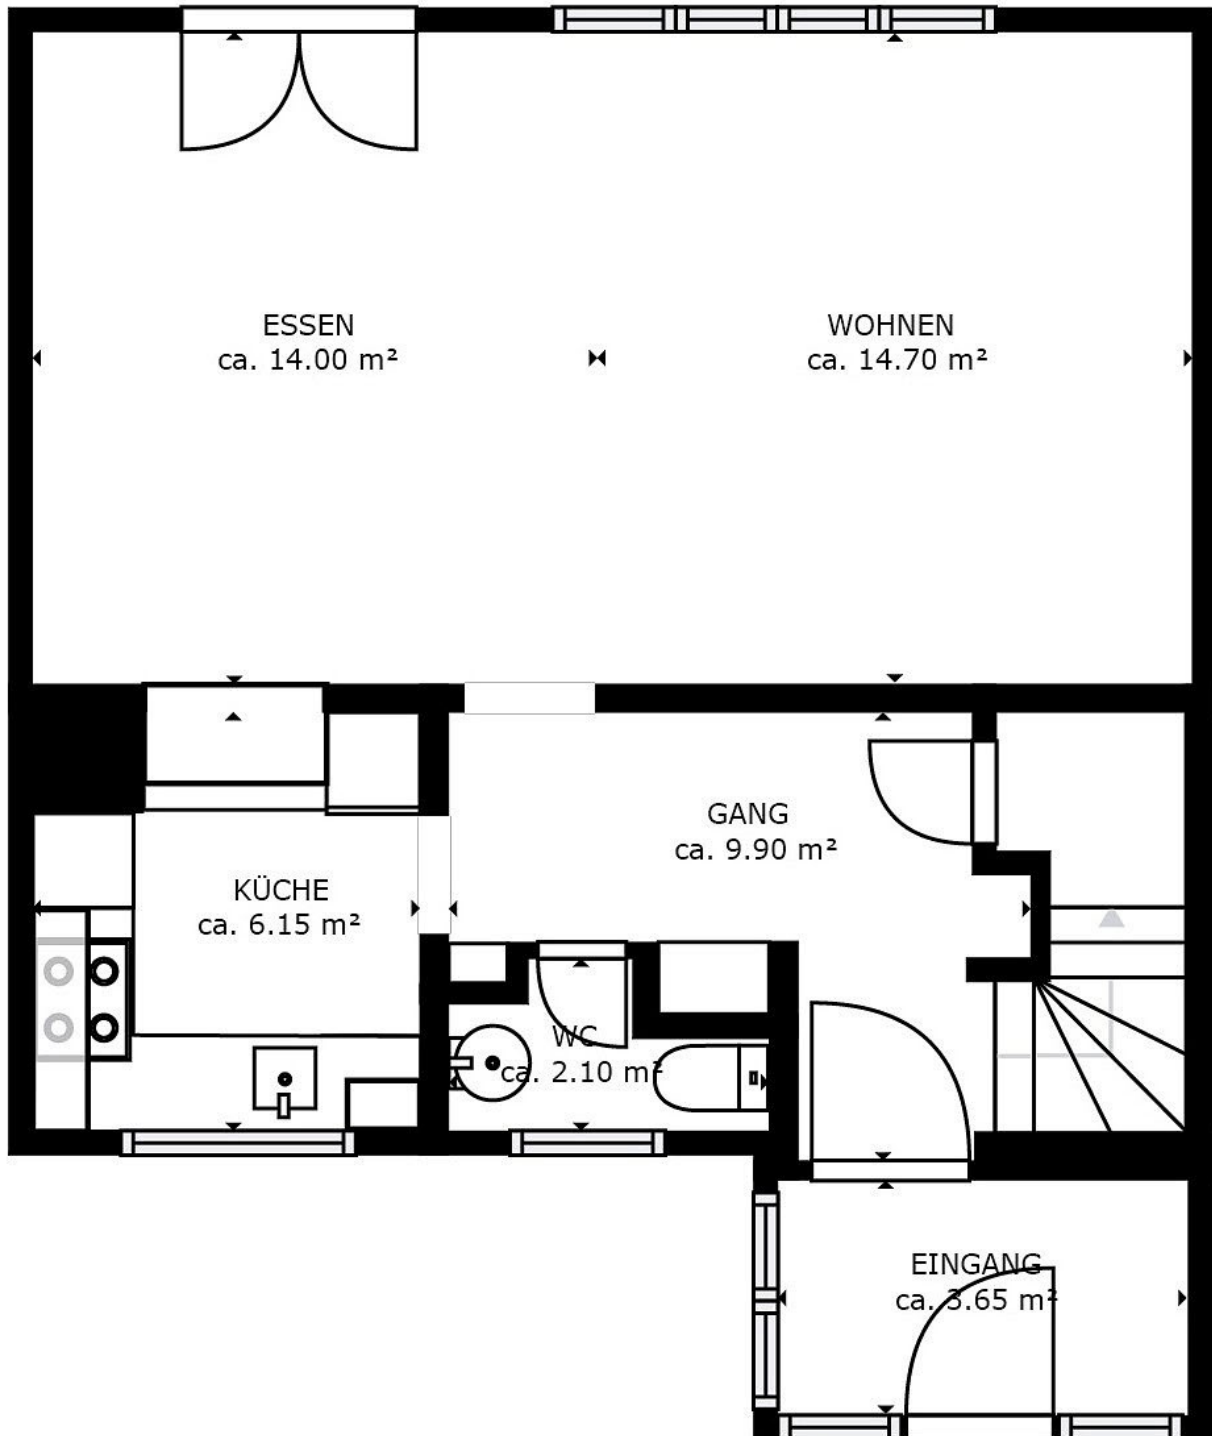 ESSEN
ca. 14.00 m²
WOHNEN
ca. 14.70 m²
GANG
ca. 9.90 m²
KÜCHE
ca. 6.15 m²
WC
ca. 2.10 m²
EINGANG
ca. 3.65 m²